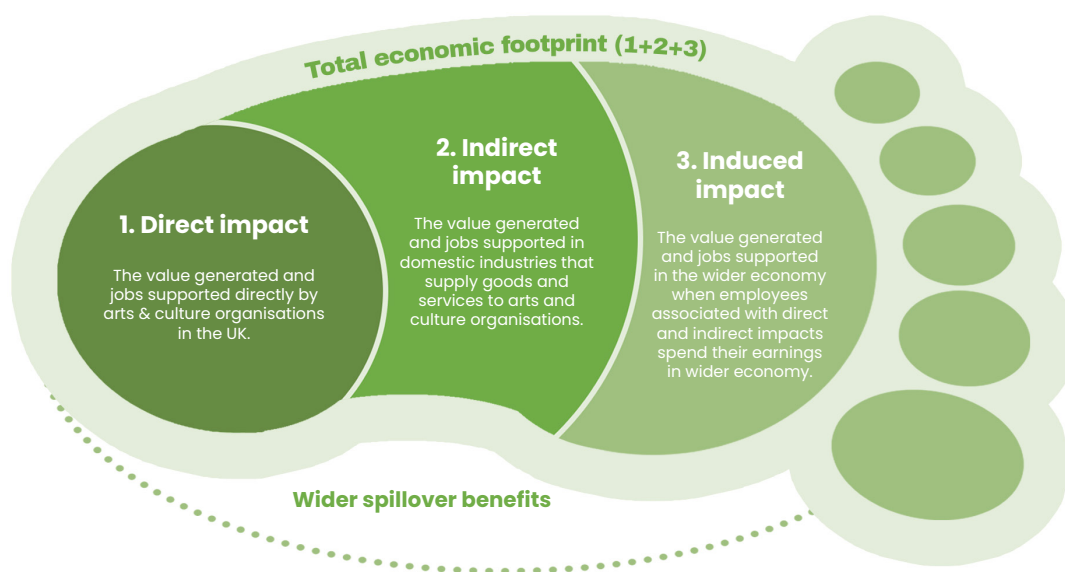 Total economic footprint (1+2+3)
1. Direct impact
The value generated and
jobs supported directly by
arts & culture organisations
in the UK.
2. Indirect
impact
The value generated
and jobs supported in
domestic industries that
supply goods and
services to arts and
culture organisations.
3. Induced
impact
The value generated
and jobs supported
in the wider economy
when employees
associated with direct
and indirect impacts
spend their earnings
in wider economy.
Wider spillover benefits